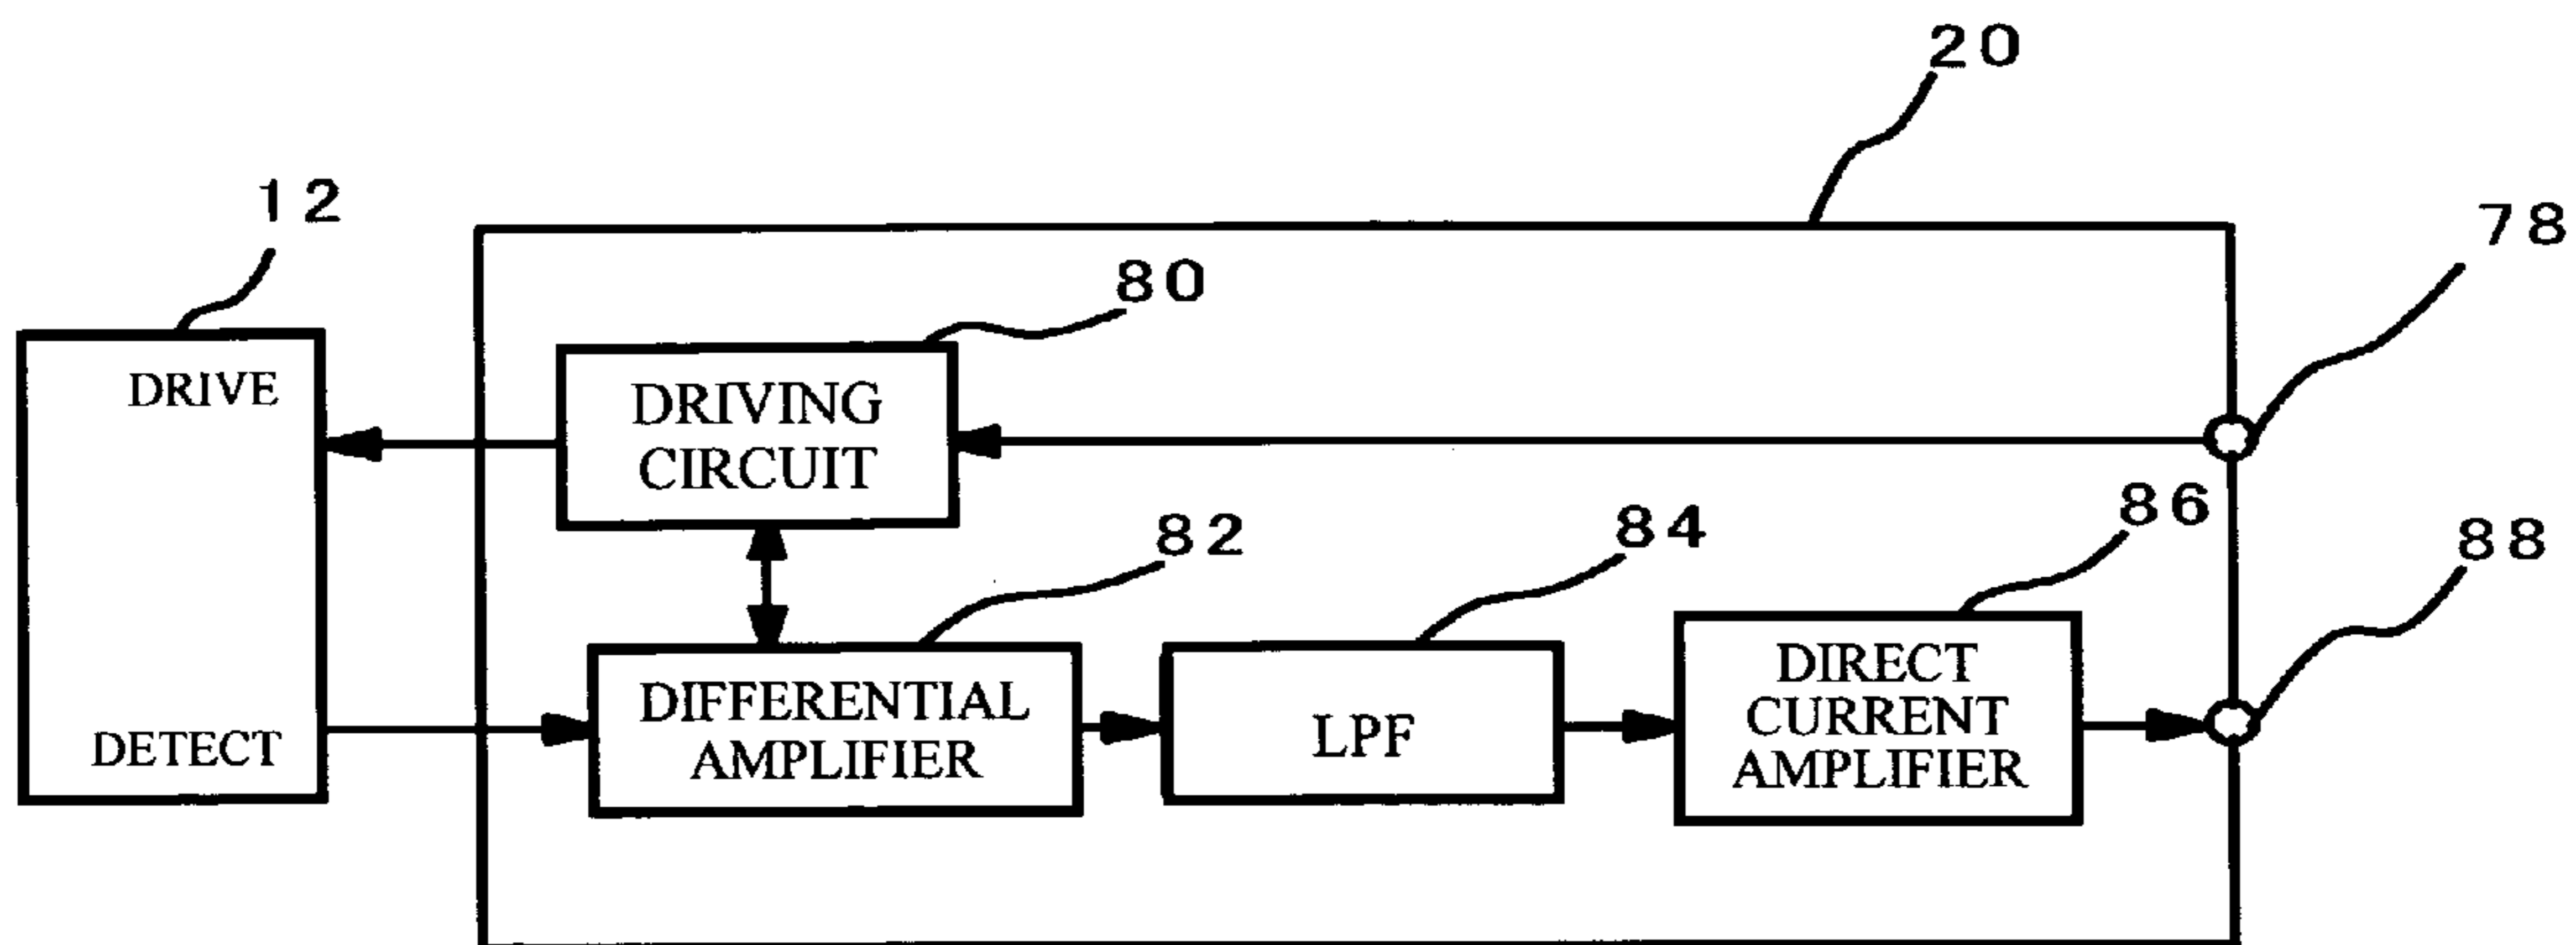 20
12
78
80
DRIVE
DRIVING
CIRCUIT
82
84
86
88
DETECT
DIFFERENTIAL
AMPLIFIER
LPF
DIRECT
CURRENT
AMPLIFIER